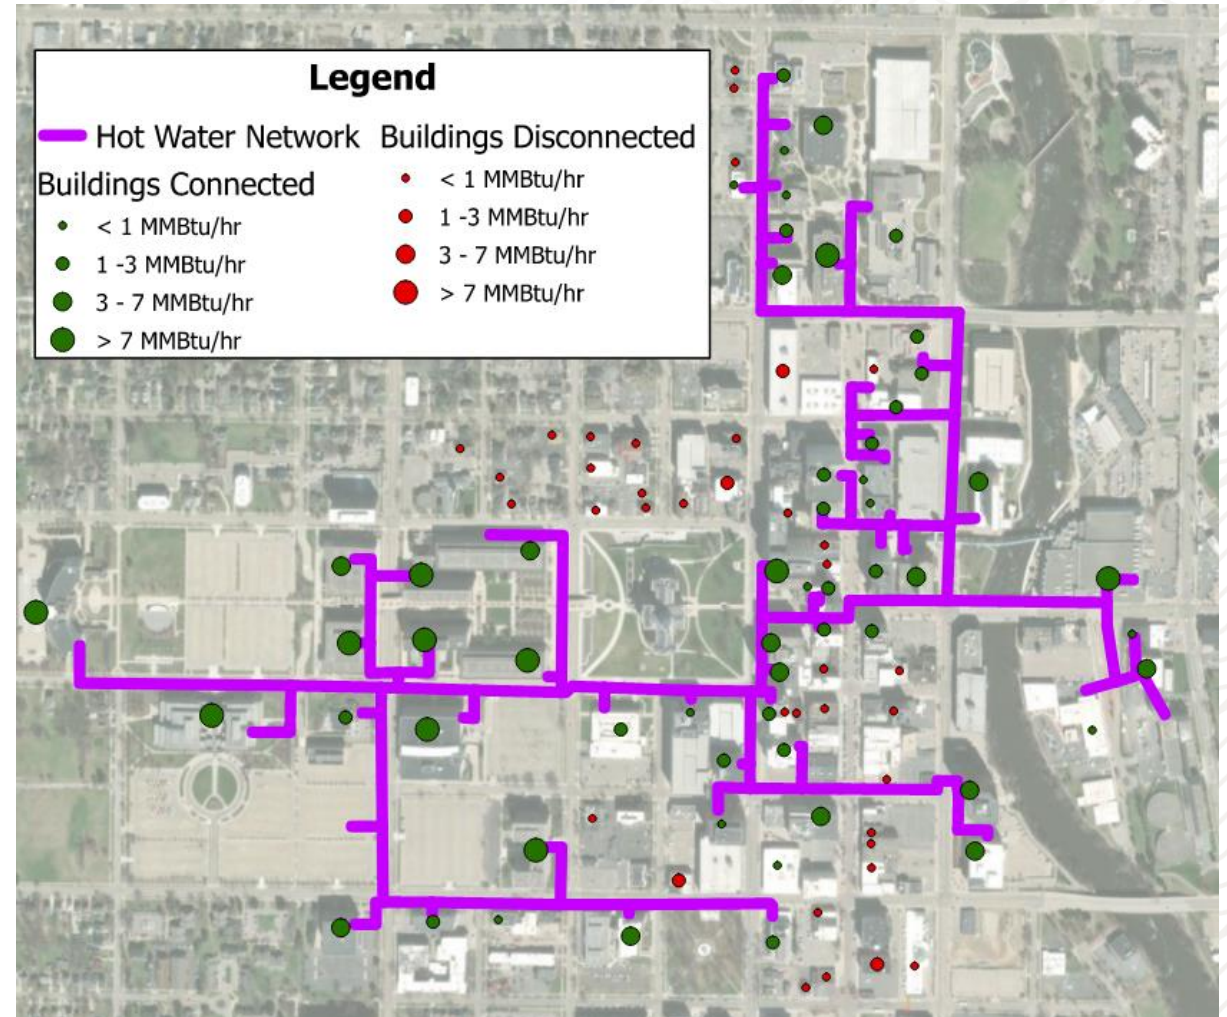 Legend
Hot Water Network
Buildings Connected
< 1 MMBtu/hr
1 -3 MMBtu/hr
3 - 7 MMBtu/hr
> 7 MMBtu/hr
Buildings Disconnected
< 1 MMBtu/hr
1 -3 MMBtu/hr
3 - 7 MMBtu/hr
> 7 MMBtu/hr